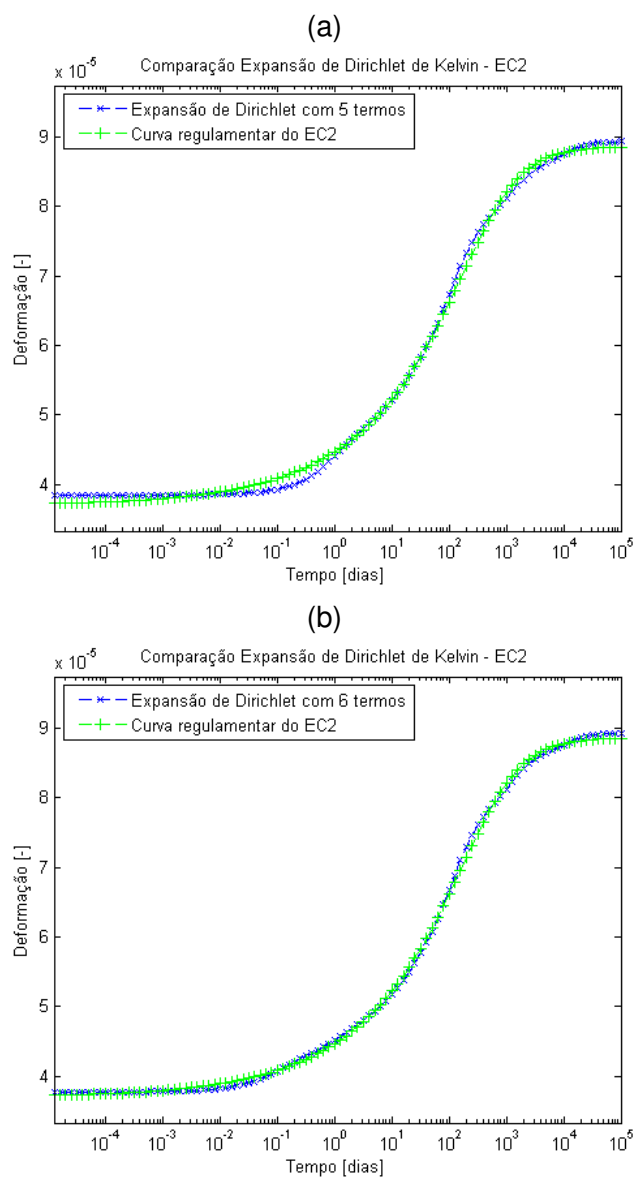 (a)
Comparação Expansão de Dirichlet de Kelvin - EC2
x 10^-5
Expansão de Dirichlet com 5 termos
Curva regulamentar do EC2
9
8
7
6
5
4
Deformação [-]
10^-4 10^-3 10^-2 10^-1 10^0 10^1 10^2 10^3 10^4 10^5
Tempo [dias]
(b)
Comparação Expansão de Dirichlet de Kelvin - EC2
x 10^-5
Expansão de Dirichlet com 6 termos
Curva regulamentar do EC2
9
8
7
6
5
4
Deformação [-]
10^-4 10^-3 10^-2 10^-1 10^0 10^1 10^2 10^3 10^4 10^5
Tempo [dias]